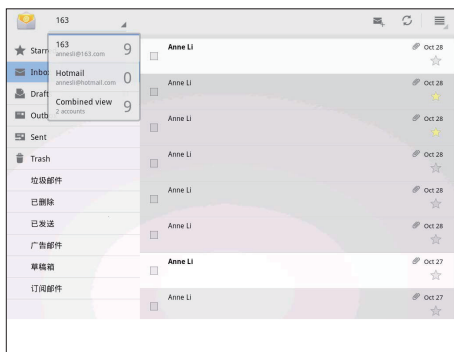 163
163
annesli@163.com
9
Hotmail
annesli@hotmail.com
0
Combined view
2 accounts
9
Starr
Inbo
Draft
Outb
Sent
Trash
垃圾邮件
已删除
已发送
广告邮件
草稿箱
订阅邮件
Anne Li
Oct 28
Anne Li
Oct 28
Anne Li
Oct 28
Anne Li
Oct 28
Anne Li
Oct 28
Anne Li
Oct 28
Anne Li
Oct 27
Anne Li
Oct 27